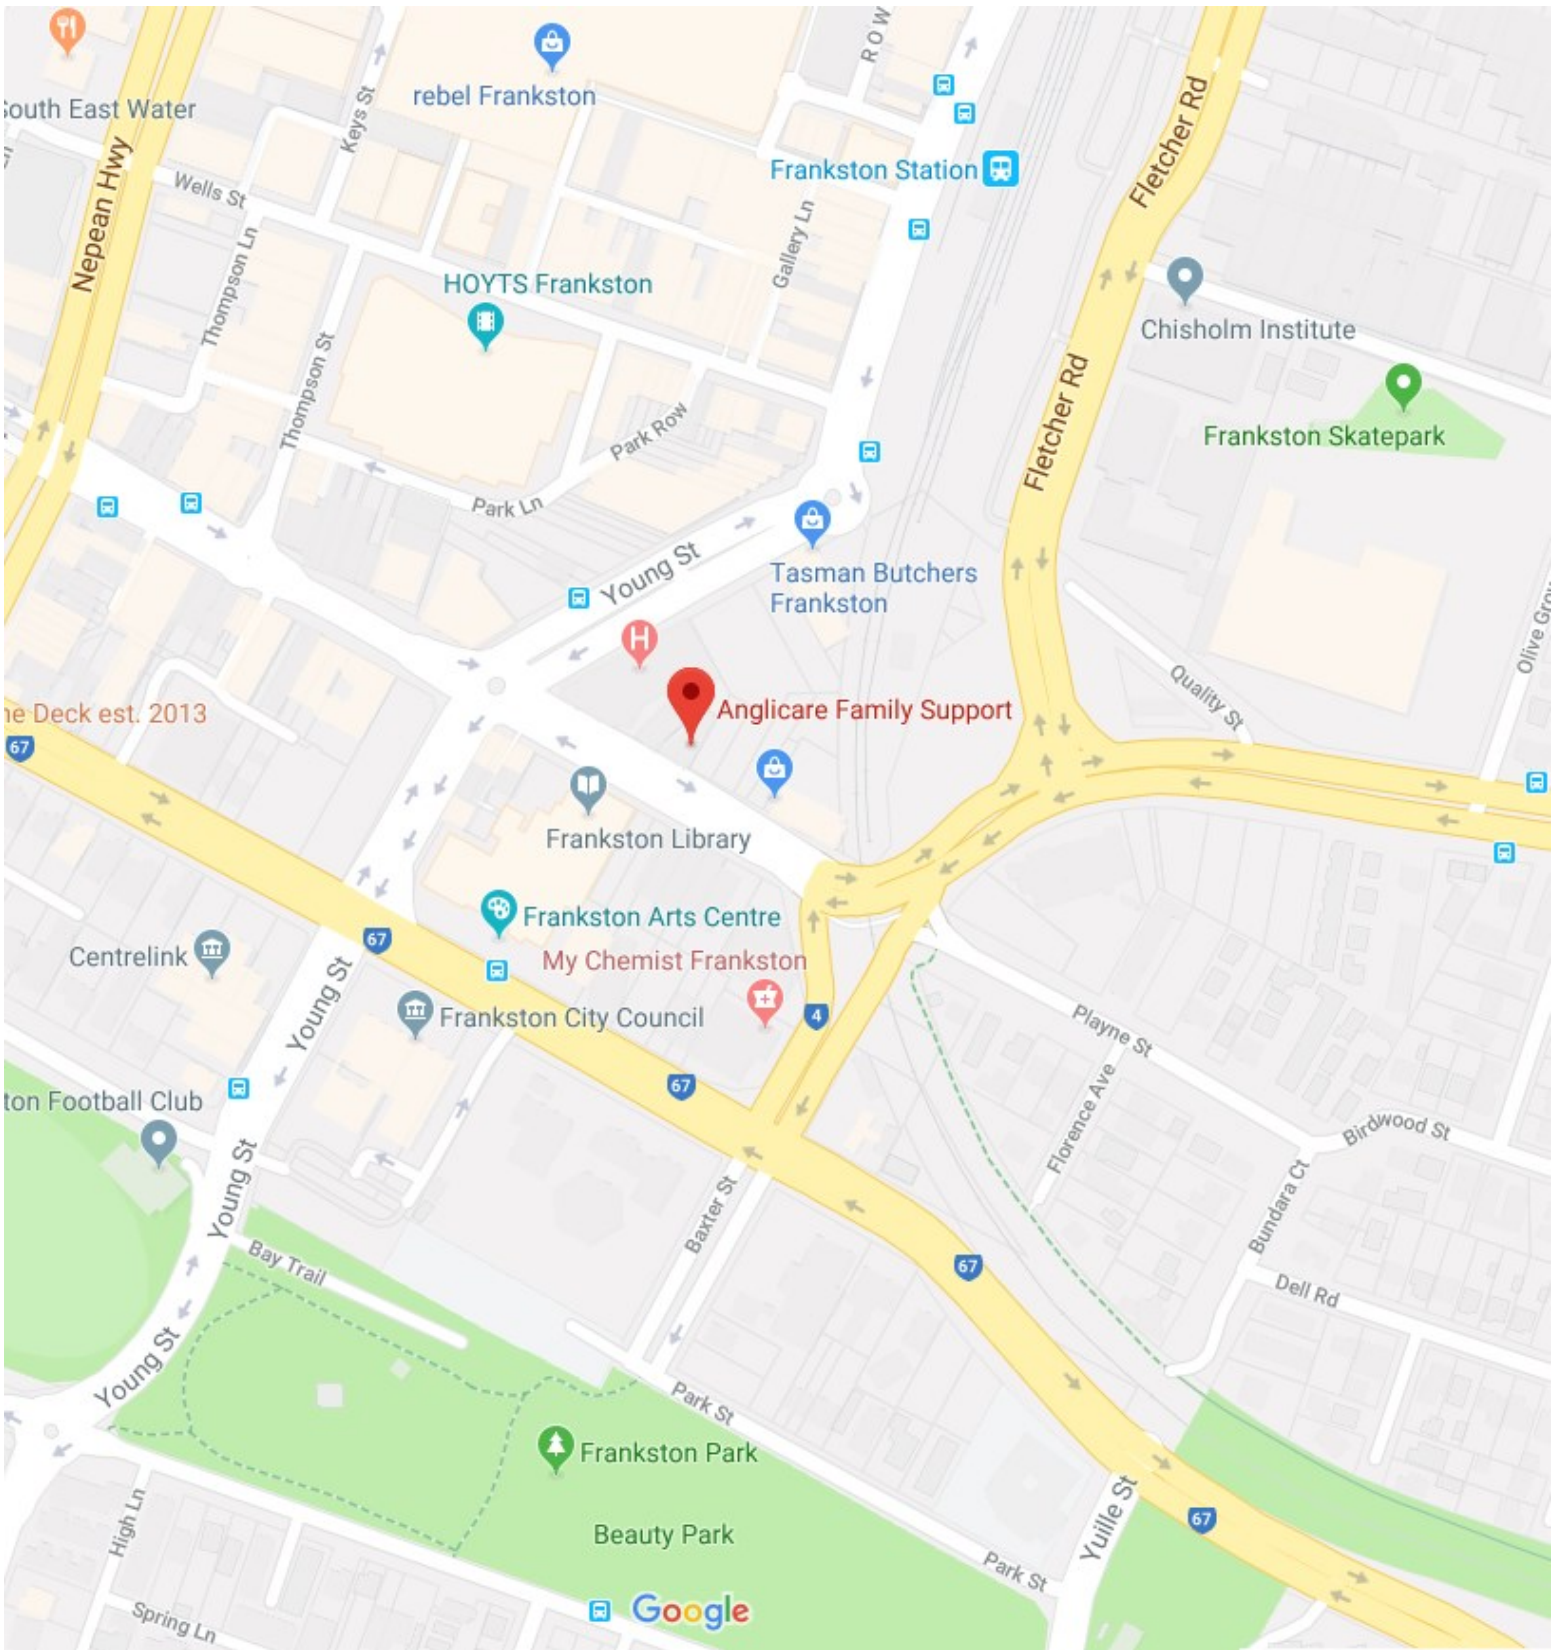 South East Water
rebel Frankston
R O W
Keys St
Nepean Hwy
Wells St
Frankston Station
Fletcher Rd
Thompson Ln
Gallery Ln
HOYTS Frankston
Chisholm Institute
Thompson St
Park Row
Fletcher Rd
Frankston Skatepark
Park Ln
Young St
Tasman Butchers
Frankston
H
Olive Gro
Quality St
ne Deck est. 2013
67
Anglicare Family Support
Frankston Library
Frankston Arts Centre
67
Centrelink
My Chemist Frankston
Young St
Frankston City Council
4
Playne St
67
ton Football Club
Florence Ave
Birdwood St
Young St
Baxter St
Bundara Ct
Bay Trail
67
Dell Rd
Young St
Park St
Frankston Park
High Ln
Beauty Park
Yuille St
67
Park St
Spring Ln
Google